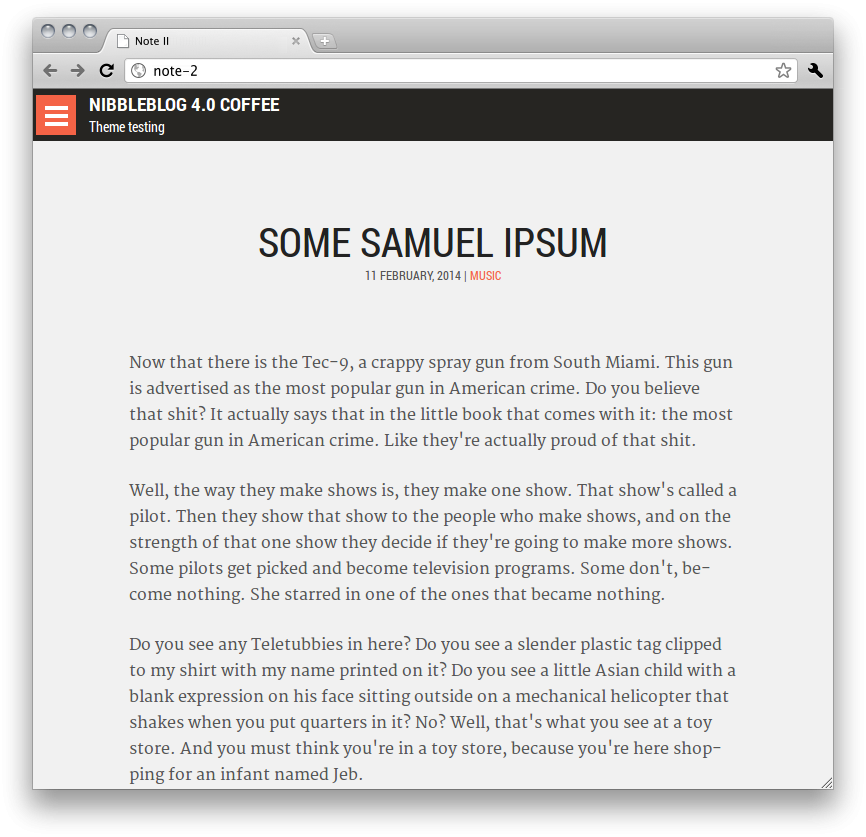 Note II
note-2
NIBBLEBLOG 4.0 COFFEE
Theme testing
SOME SAMUEL IPSUM
11 FEBRUARY, 2014 | MUSIC
Now that there is the Tec-9, a crappy spray gun from South Miami. This gun
is advertised as the most popular gun in American crime. Do you believe
that shit? It actually says that in the little book that comes with it: the most
popular gun in American crime. Like they're actually proud of that shit.
Well, the way they make shows is, they make one show. That show's called a
pilot. Then they show that show to the people who make shows, and on the
strength of that one show they decide if they're going to make more shows.
Some pilots get picked and become television programs. Some don't, be-
come nothing. She starred in one of the ones that became nothing.
Do you see any Teletubbies in here? Do you see a slender plastic tag clipped
to my shirt with my name printed on it? Do you see a little Asian child with a
blank expression on his face sitting outside on a mechanical helicopter that
shakes when you put quarters in it? No? Well, that's what you see at a toy
store. And you must think you're in a toy store, because you're here shop-
ping for an infant named Jeb.